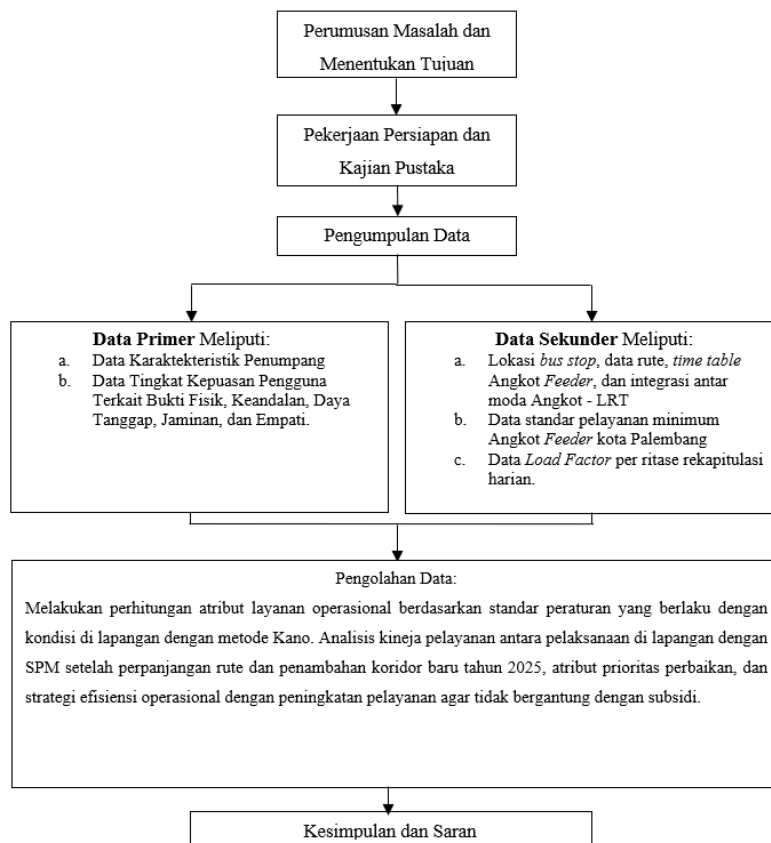 Perumusan Masalah dan
Menentukan Tujuan
Pekerjaan Persiapan dan
Kajian Pustaka
Pengumpulan Data
Data Primer Meliputi:
a. Data Karaktekteristik Penumpang
b. Data Tingkat Kepuasan Pengguna
Terkait Bukti Fisik, Keandalan, Daya
Tanggap, Jaminan, dan Empati.
Data Sekunder Meliputi:
a. Lokasi bus stop, data rute, time table
Angkot Feeder, dan integrasi antar
moda Angkot - LRT
b. Data standar pelayanan minimum
Angkot Feeder kota Palembang
c. Data Load Factor per ritase rekapitulasi
harian.
Pengolahan Data:
Melakukan perhitungan atribut layanan operasional berdasarkan standar peraturan yang berlaku dengan
kondisi di lapangan dengan metode Kano. Analisis kineja pelayanan antara pelaksanaan di lapangan dengan
SPM setelah perpanjangan rute dan penambahan koridor baru tahun 2025, atribut prioritas perbaikan, dan
strategi efisiensi operasional dengan peningkatan pelayanan agar tidak bergantung dengan subsidi.
Kesimpulan dan Saran